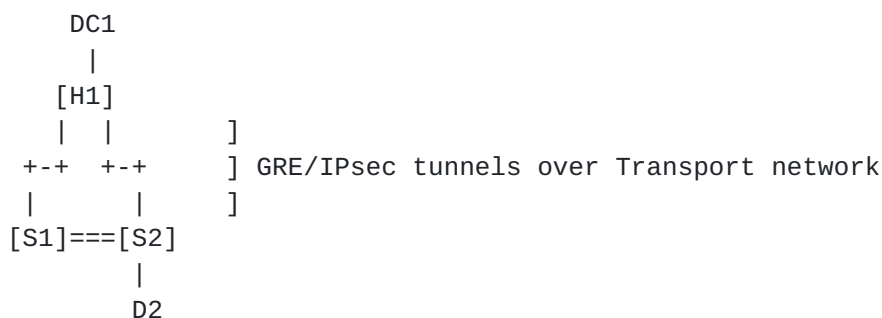 DC1
      |
    [H1]
    |  |       ]
  +-+  +-+     ] GRE/IPsec tunnels over Transport network
  |      |     ]
[S1]===[S2]
         |
        D2